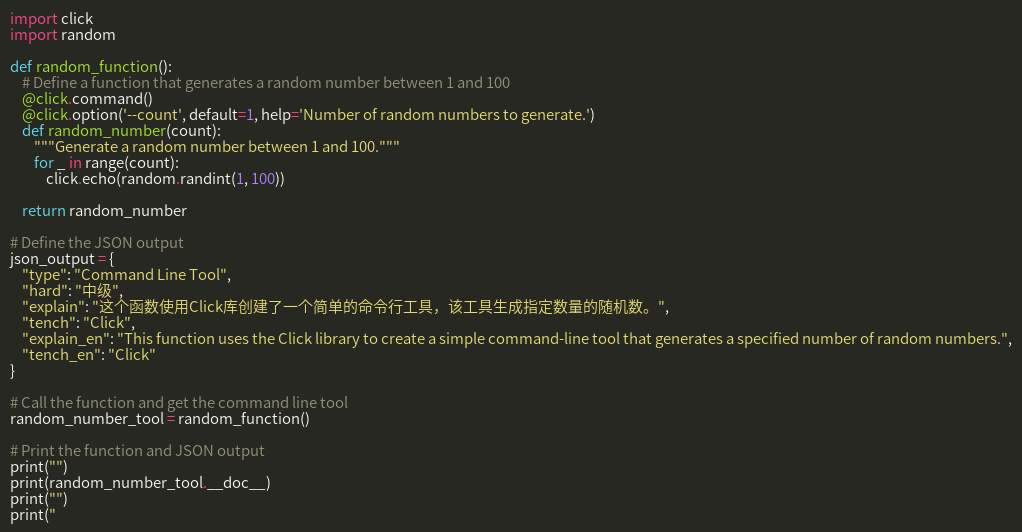 import click
import random
def random_function():
# Define a function that generates a random number between 1 and 100
@click.command()
@click.option('--count', default=1, help='Number of random numbers to generate.')
def random_number(count):
"""Generate a random number between 1 and 100."""
for _ in range(count):
click.echo(random.randint(1, 100))
return random_number
# Define the JSON output
json_output = {
"type": "Command Line Tool",
"hard": "中级",
"explain": "这个函数使用Click库创建了一个简单的命令行工具，该工具生成指定数量的随机数。",
"tench": "Click",
"explain_en": "This function uses the Click library to create a simple command-line tool that generates a specified number of random numbers.",
"tench_en": "Click"
}
# Call the function and get the command line tool
random_number_tool = random_function()
# Print the function and JSON output
print("")
print(random_number_tool.__doc__)
print("")
print("